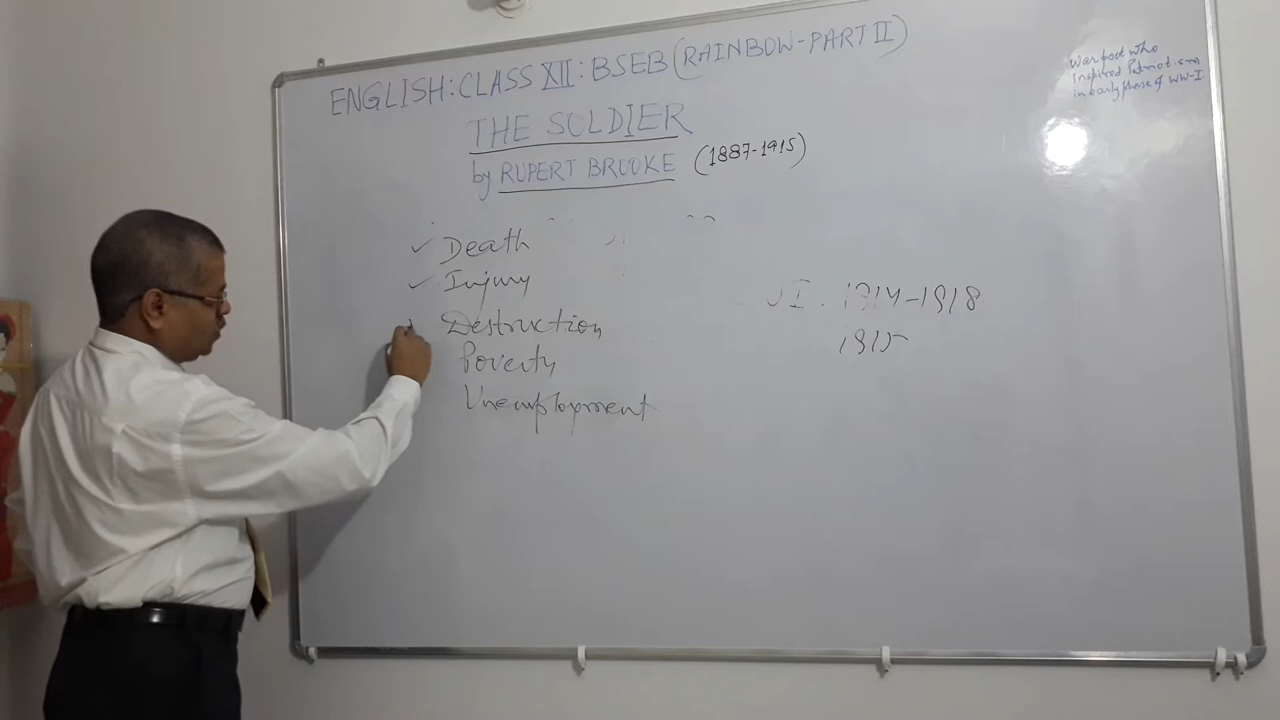 ENGLISH: CLASS XII: BSEB (RAINBOW-PART II)
THE SOLDIER
by RUPERT BROOKE (1887-1915)
War poet who
inspired Patriotism
in early phase of WW-I.
✓ Death
✓ Injury
Destruction
Poverty
Unemployment
I. 1914-1918
1915